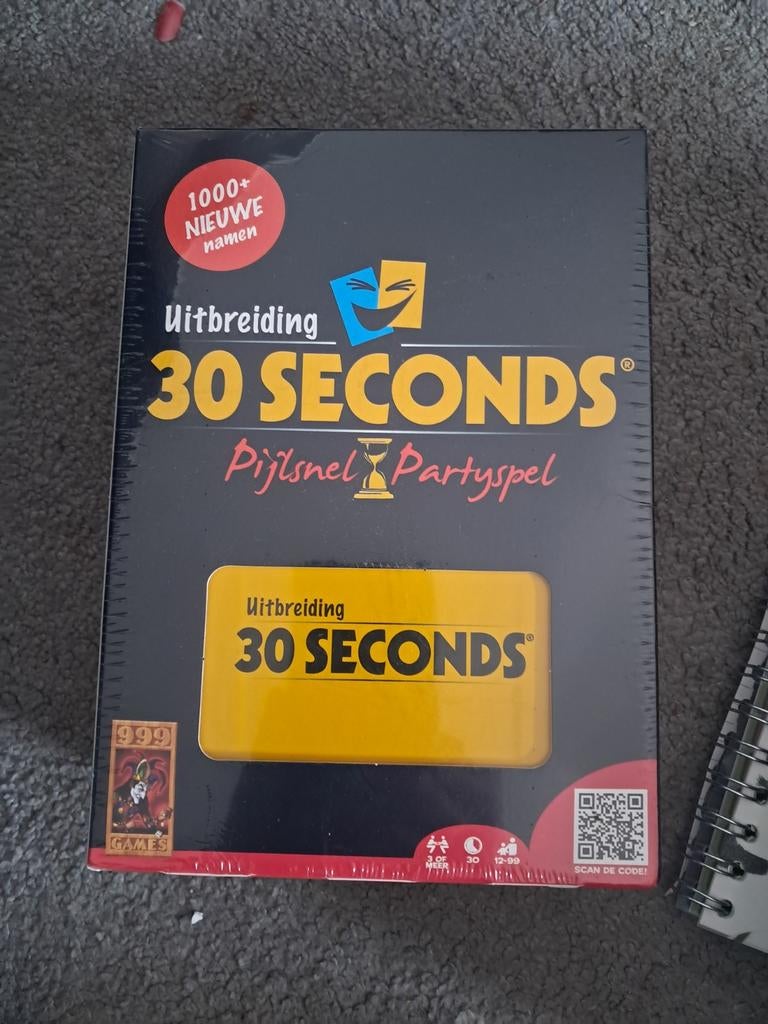 1000+
NIEUWE
namen
Uitbreiding
30 SECONDS®
Pijlsnel Partyspel
Uitbreiding
30 SECONDS®
999
GAMES
3 OF
MEER
30
12-99
SCAN DE CODE!